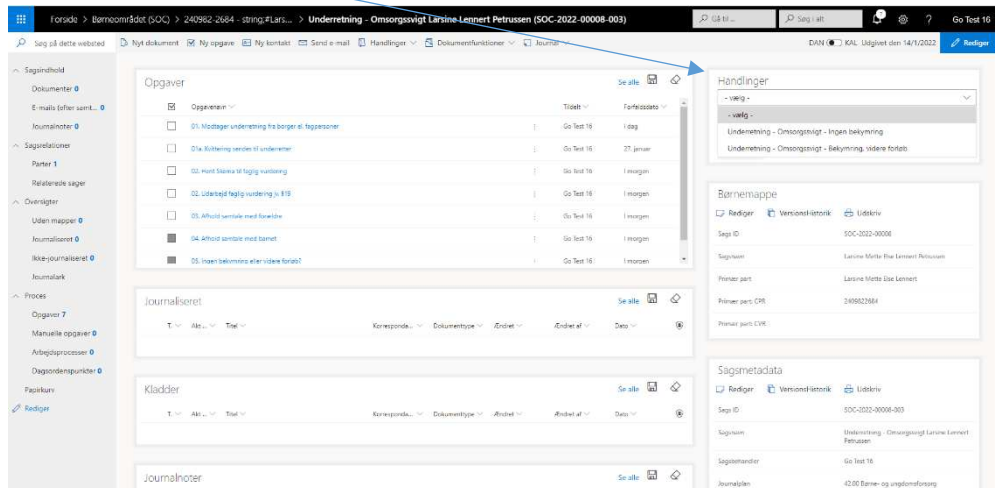 Forside > Børneområdet (SOC) > 240982-2684 - string;#Lars... > Underretning - Omsorgssvigt Larsine Lennert Petrussen (SOC-2022-00008-003)
Gå til ...
Søg i alt
?
Go Test 16
Søg på dette websted
Nyt dokument
Ny opgave
Ny kontakt
Send e-mail
Handlinger
Dokumentfunktioner
Journal
DAN
KAL
Udgivet den 14/1/2022
Rediger
Sagsindhold
Dokumenter 0
E-mails (ofter samt... 0
Journalnoter 0
Sagsrelationer
Parter 1
Relaterede sager
Oversigter
Uden mapper 0
Journaliseret 0
Ikke-journaliseret 0
Journalark
Proces
Opgaver 7
Manuelle opgaver 0
Arbejdsprocesser 0
Dagsordenspunkter 0
Papirkurv
Rediger
Opgaver
Se alle
Opgavenavn
Tildelt
Forfaldsdato
01. Modtager underretning fra borger el. fagpersoner
Go Test 16
I dag
01a. Kvittering sendes til underretter
Go Test 16
27. januar
02. Hent Skema til faglig vurdering
Go Test 16
I morgen
02. Udarbejd faglig vurdering jv. §19
Go Test 16
I morgen
03. Afhold samtale med forældre
Go Test 16
I morgen
04. Afhold samtale med barnet
Go Test 16
I morgen
05. Ingen bekymring eller videre forløb?
Go Test 16
I morgen
Journaliseret
Se alle
T.
Akt ...
Titel
Korresponda...
Dokumenttype
Ændret
Ændret af
Dato
Kladder
Se alle
T.
Akt ...
Titel
Korresponda...
Dokumenttype
Ændret
Ændret af
Dato
Journalnoter
Se alle
Handlinger
- vælg -
- vælg -
Underretning - Omsorgssvigt - Ingen bekymring
Underretning - Omsorgssvigt - Bekymring, videre forløb
Børnemappe
Rediger
VersionsHistorik
Udskriv
Sags ID
SOC-2022-00008
Sagsnavn
Larsine Mette Else Lennert Petrussen
Primær part
Larsine Mette Else Lennert
Primær part: CPR
2409822684
Primær part: CVR
Sagsmetadata
Rediger
VersionsHistorik
Udskriv
Sags ID
SOC-2022-00008-003
Sagsnavn
Underretning - Omsorgssvigt Larsine Lennert
Petrussen
Sagsbehandler
Go Test 16
Journalplan
42.00 Børne- og ungdomsforsorg